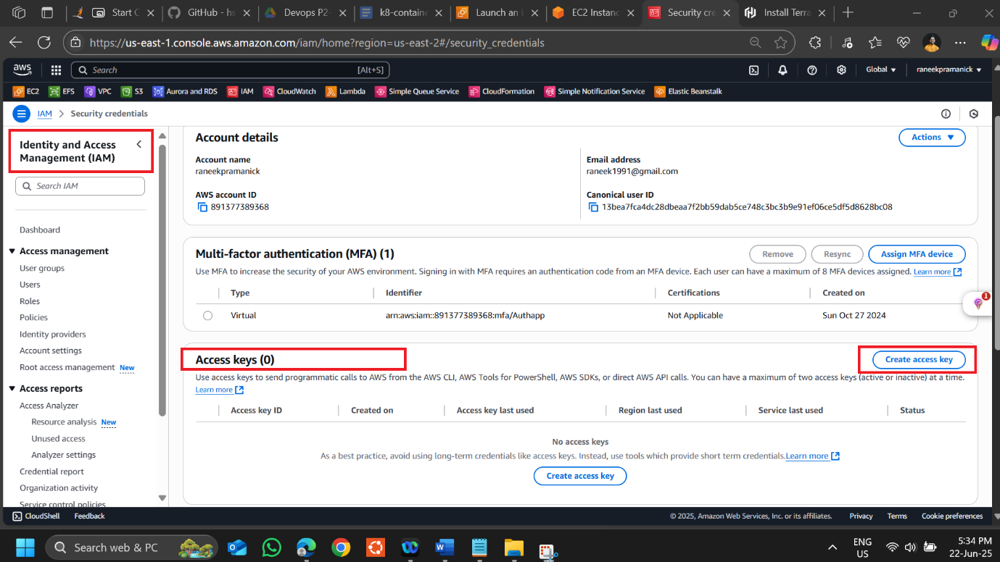 Start C
GitHub - hs
Devops P2-
k8-containe
Launch an i
EC2 Instanc
Security cre
Install Terra
https://us-east-1.console.aws.amazon.com/iam/home?region=us-east-2#/security_credentials
aws
Search
[Alt+S]
Global
raneekpramanick
EC2
EFS
VPC
S3
Aurora and RDS
IAM
CloudWatch
Lambda
Simple Queue Service
CloudFormation
Simple Notification Service
Elastic Beanstalk
IAM > Security credentials
Identity and Access
Management (IAM)
Search IAM
Dashboard
Access management
User groups
Users
Roles
Policies
Identity providers
Account settings
Root access management New
Access reports
Access Analyzer
Resource analysis New
Unused access
Analyzer settings
Credential report
Organization activity
Service control policies
Account details
Actions
Account name
raneekpramanick
Email address
raneek1991@gmail.com
AWS account ID
891377389368
Canonical user ID
13bea7fca4dc28dbeaa7f2bb59dab5ce748c3bc3b9e91ef06ce5df5d8628bc08
Multi-factor authentication (MFA) (1)
Remove
Resync
Assign MFA device
Use MFA to increase the security of your AWS environment. Signing in with MFA requires an authentication code from an MFA device. Each user can have a maximum of 8 MFA devices assigned. Learn more
Type
Identifier
Certifications
Created on
Virtual
arn:aws:iam::891377389368:mfa/Authapp
Not Applicable
Sun Oct 27 2024
1
Access keys (0)
Create access key
Use access keys to send programmatic calls to AWS from the AWS CLI, AWS Tools for PowerShell, AWS SDKs, or direct AWS API calls. You can have a maximum of two access keys (active or inactive) at a time.
Learn more
Access key ID
Created on
Access key last used
Region last used
Service last used
Status
No access keys
As a best practice, avoid using long-term credentials like access keys. Instead, use tools which provide short term credentials. Learn more
Create access key
CloudShell
Feedback
© 2025, Amazon Web Services, Inc. or its affiliates.
Privacy
Terms
Cookie preferences
Search web & PC
ENG
US
5:34 PM
22-Jun-25